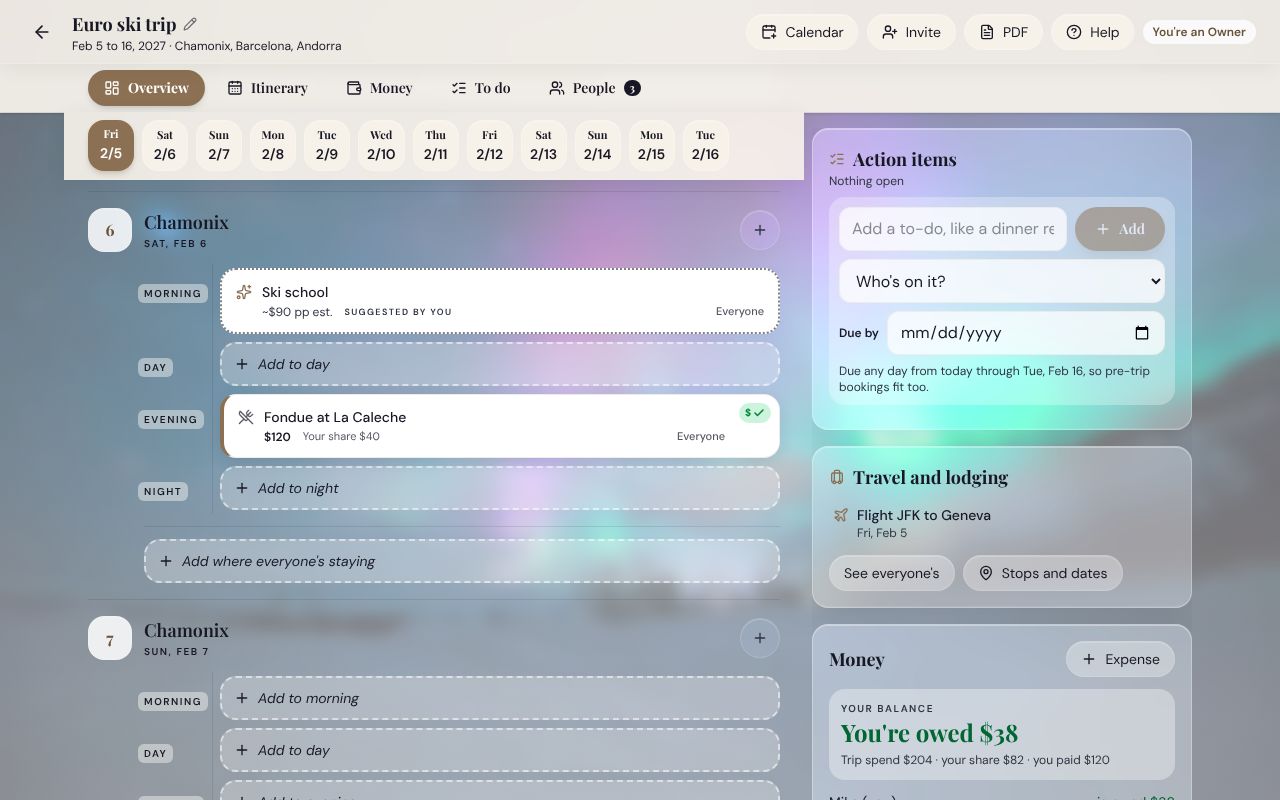 Euro ski trip
Feb 5 to 16, 2027 · Chamonix, Barcelona, Andorra
Calendar
Invite
PDF
Help
You're an Owner
Overview
Itinerary
Money
To do
People 3
Fri 2/5
Sat 2/6
Sun 2/7
Mon 2/8
Tue 2/9
Wed 2/10
Thu 2/11
Fri 2/12
Sat 2/13
Sun 2/14
Mon 2/15
Tue 2/16
6
Chamonix
SAT, FEB 6
MORNING
Ski school
~$90 pp est. SUGGESTED BY YOU
Everyone
DAY
Add to day
EVENING
Fondue at La Caleche
$120 Your share $40
Everyone
$
NIGHT
Add to night
Add where everyone's staying
7
Chamonix
SUN, FEB 7
MORNING
Add to morning
DAY
Add to day
Action items
Nothing open
Add a to-do, like a dinner re
Add
Who's on it?
Due by
mm/dd/yyyy
Due any day from today through Tue, Feb 16, so pre-trip
bookings fit too.
Travel and lodging
Flight JFK to Geneva
Fri, Feb 5
See everyone's
Stops and dates
Money
Expense
YOUR BALANCE
You're owed $38
Trip spend $204 · your share $82 · you paid $120